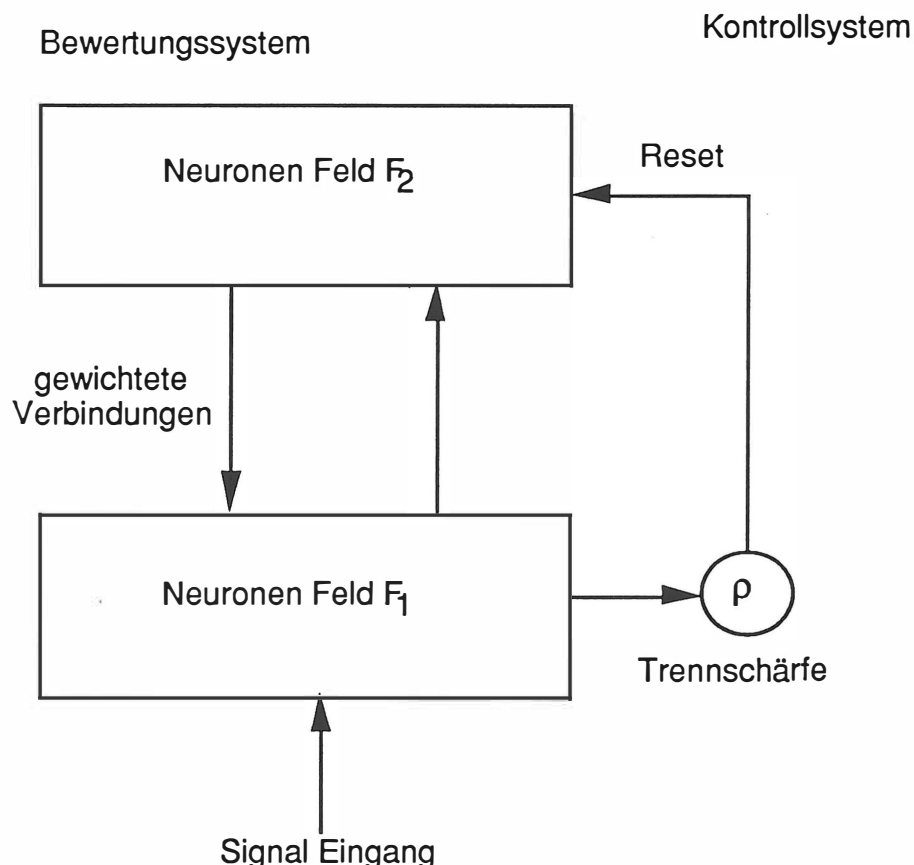 Bewertungssystem
Kontrollsystem
Neuronen Feld F2
Reset
gewichtete
Verbindungen
Neuronen Feld F1
ρ
Trennschärfe
Signal Eingang